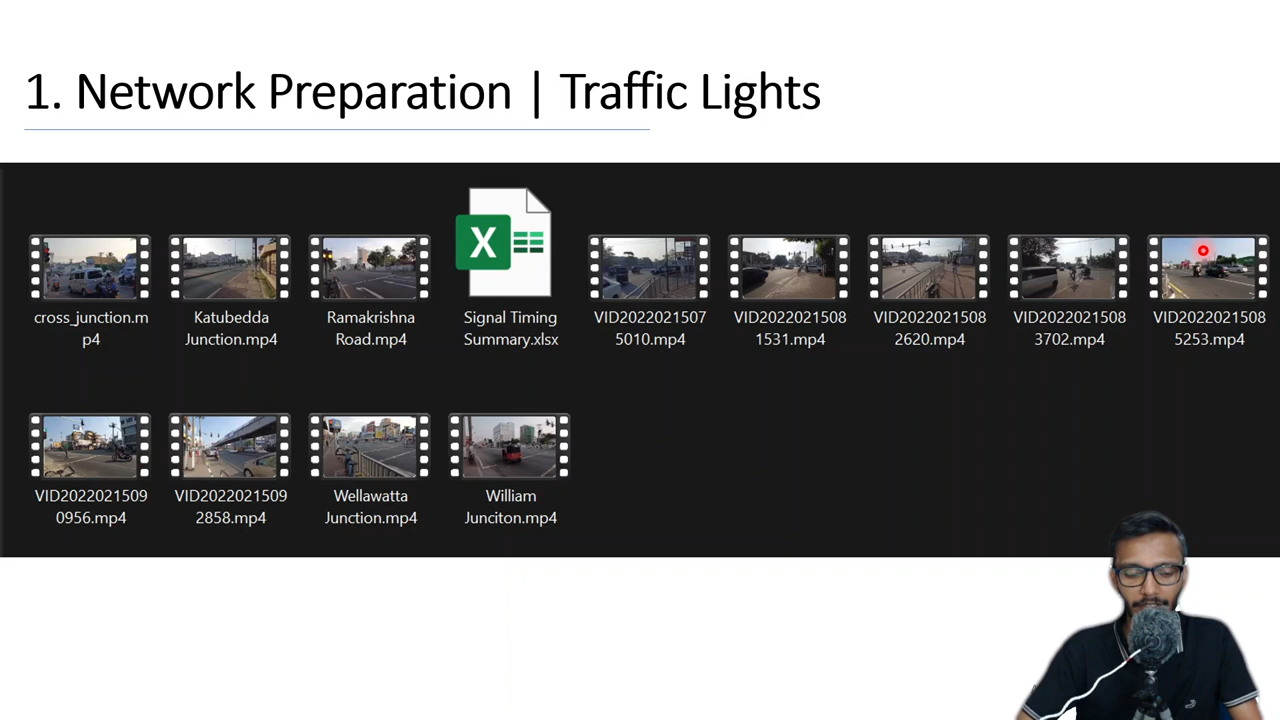 1. Network Preparation | Traffic Lights
cross_junction.m
p4
Katubedda
Junction.mp4
Ramakrishna
Road.mp4
X
Signal Timing
Summary.xlsx
VID2022021507
5010.mp4
VID2022021508
1531.mp4
VID2022021508
2620.mp4
VID2022021508
3702.mp4
VID2022021508
5253.mp4
VID2022021509
0956.mp4
VID2022021509
2858.mp4
Wellawatta
Junction.mp4
William
Junciton.mp4